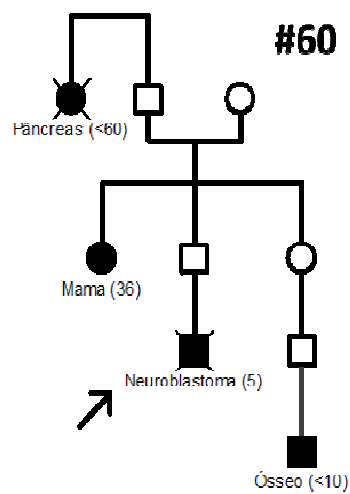 #60
Pâncreas (<60)
Mama (36)
Neuroblastoma (5)
Ósseo (<10)